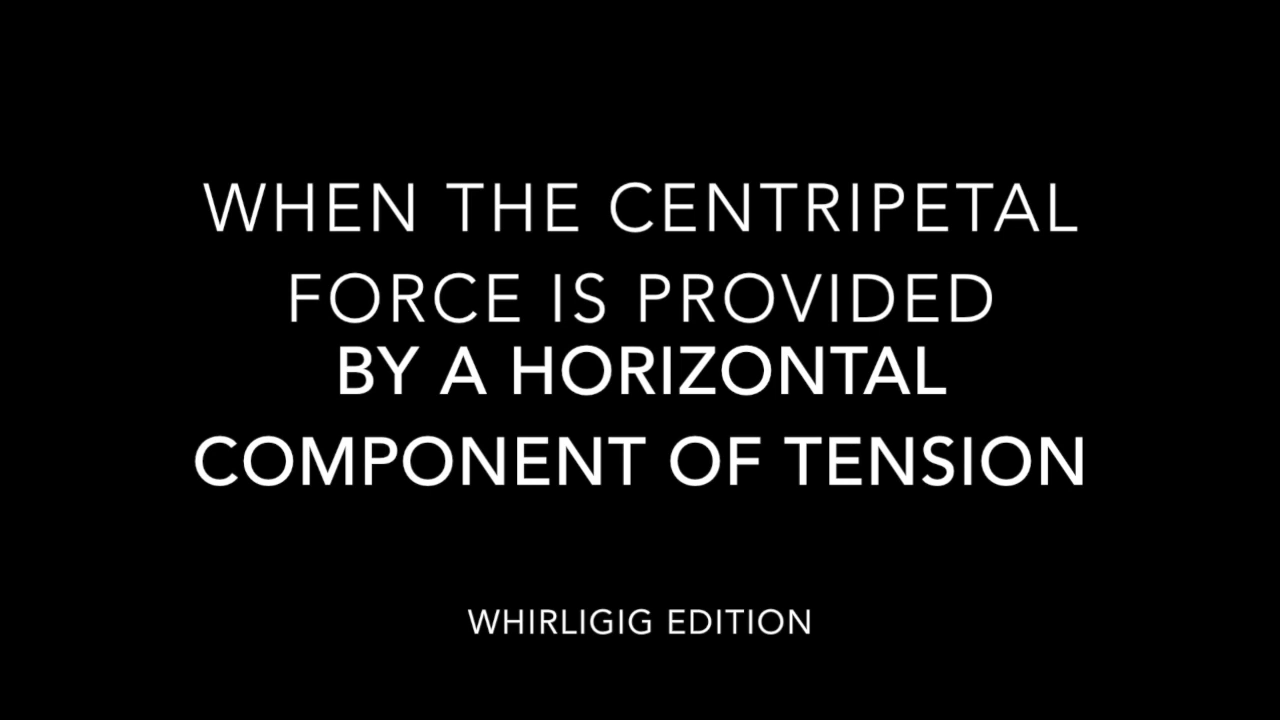 WHEN THE CENTRIPETAL
FORCE IS PROVIDED
BY A HORIZONTAL
COMPONENT OF TENSION
WHIRLIGIG EDITION